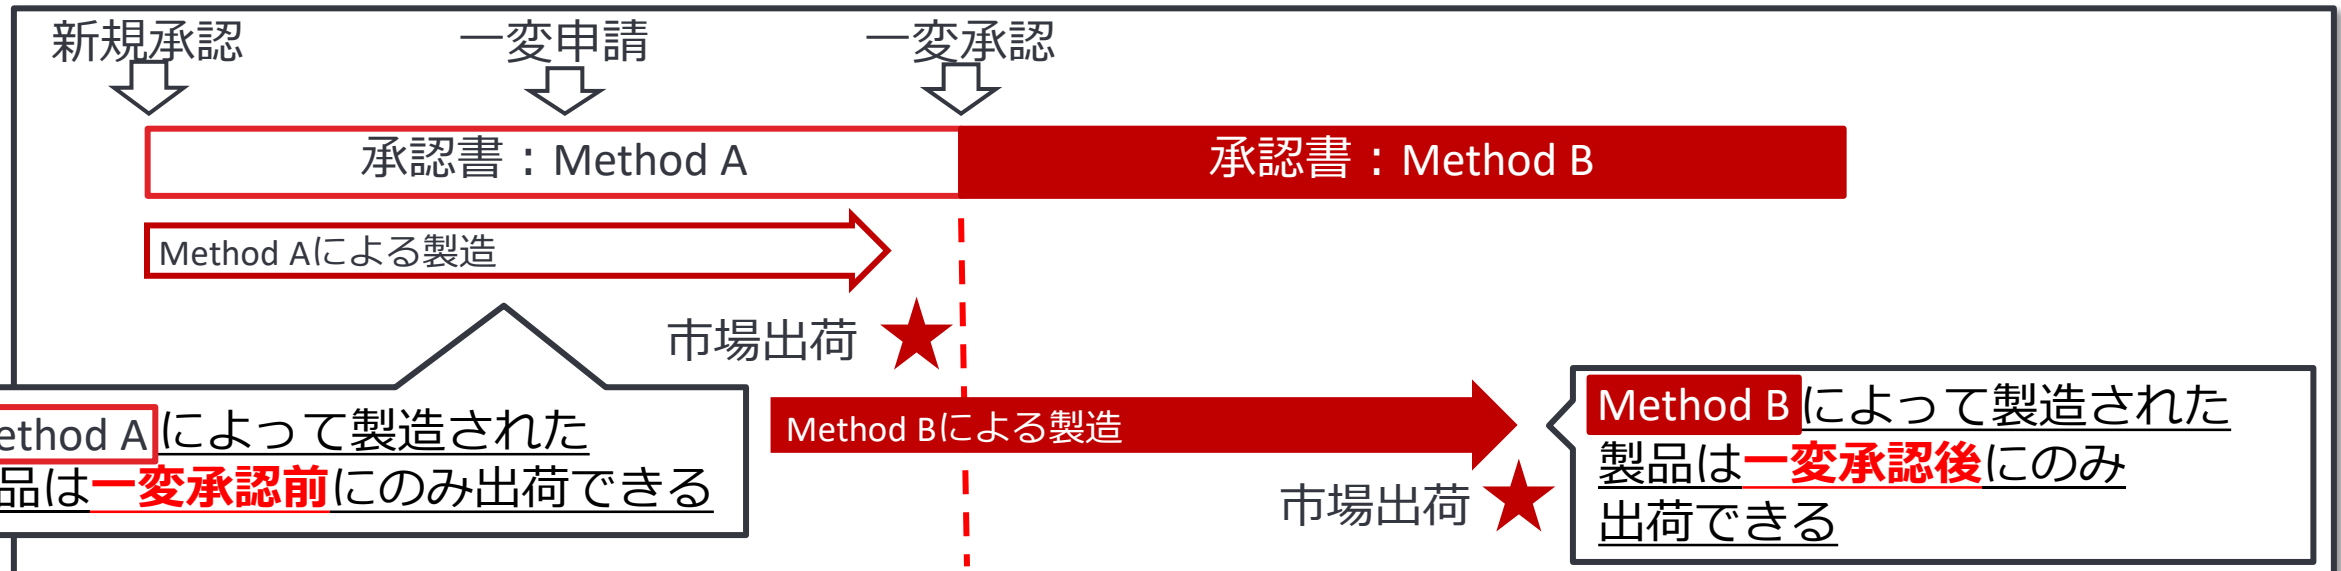 新規承認
一変申請
一変承認
承認書：Method A
承認書：Method B
Method Aによる製造
市場出荷
ethod Aによって製造された
品は一変承認前にのみ出荷できる
Method Bによる製造
市場出荷
Method Bによって製造された
製品は一変承認後にのみ
出荷できる